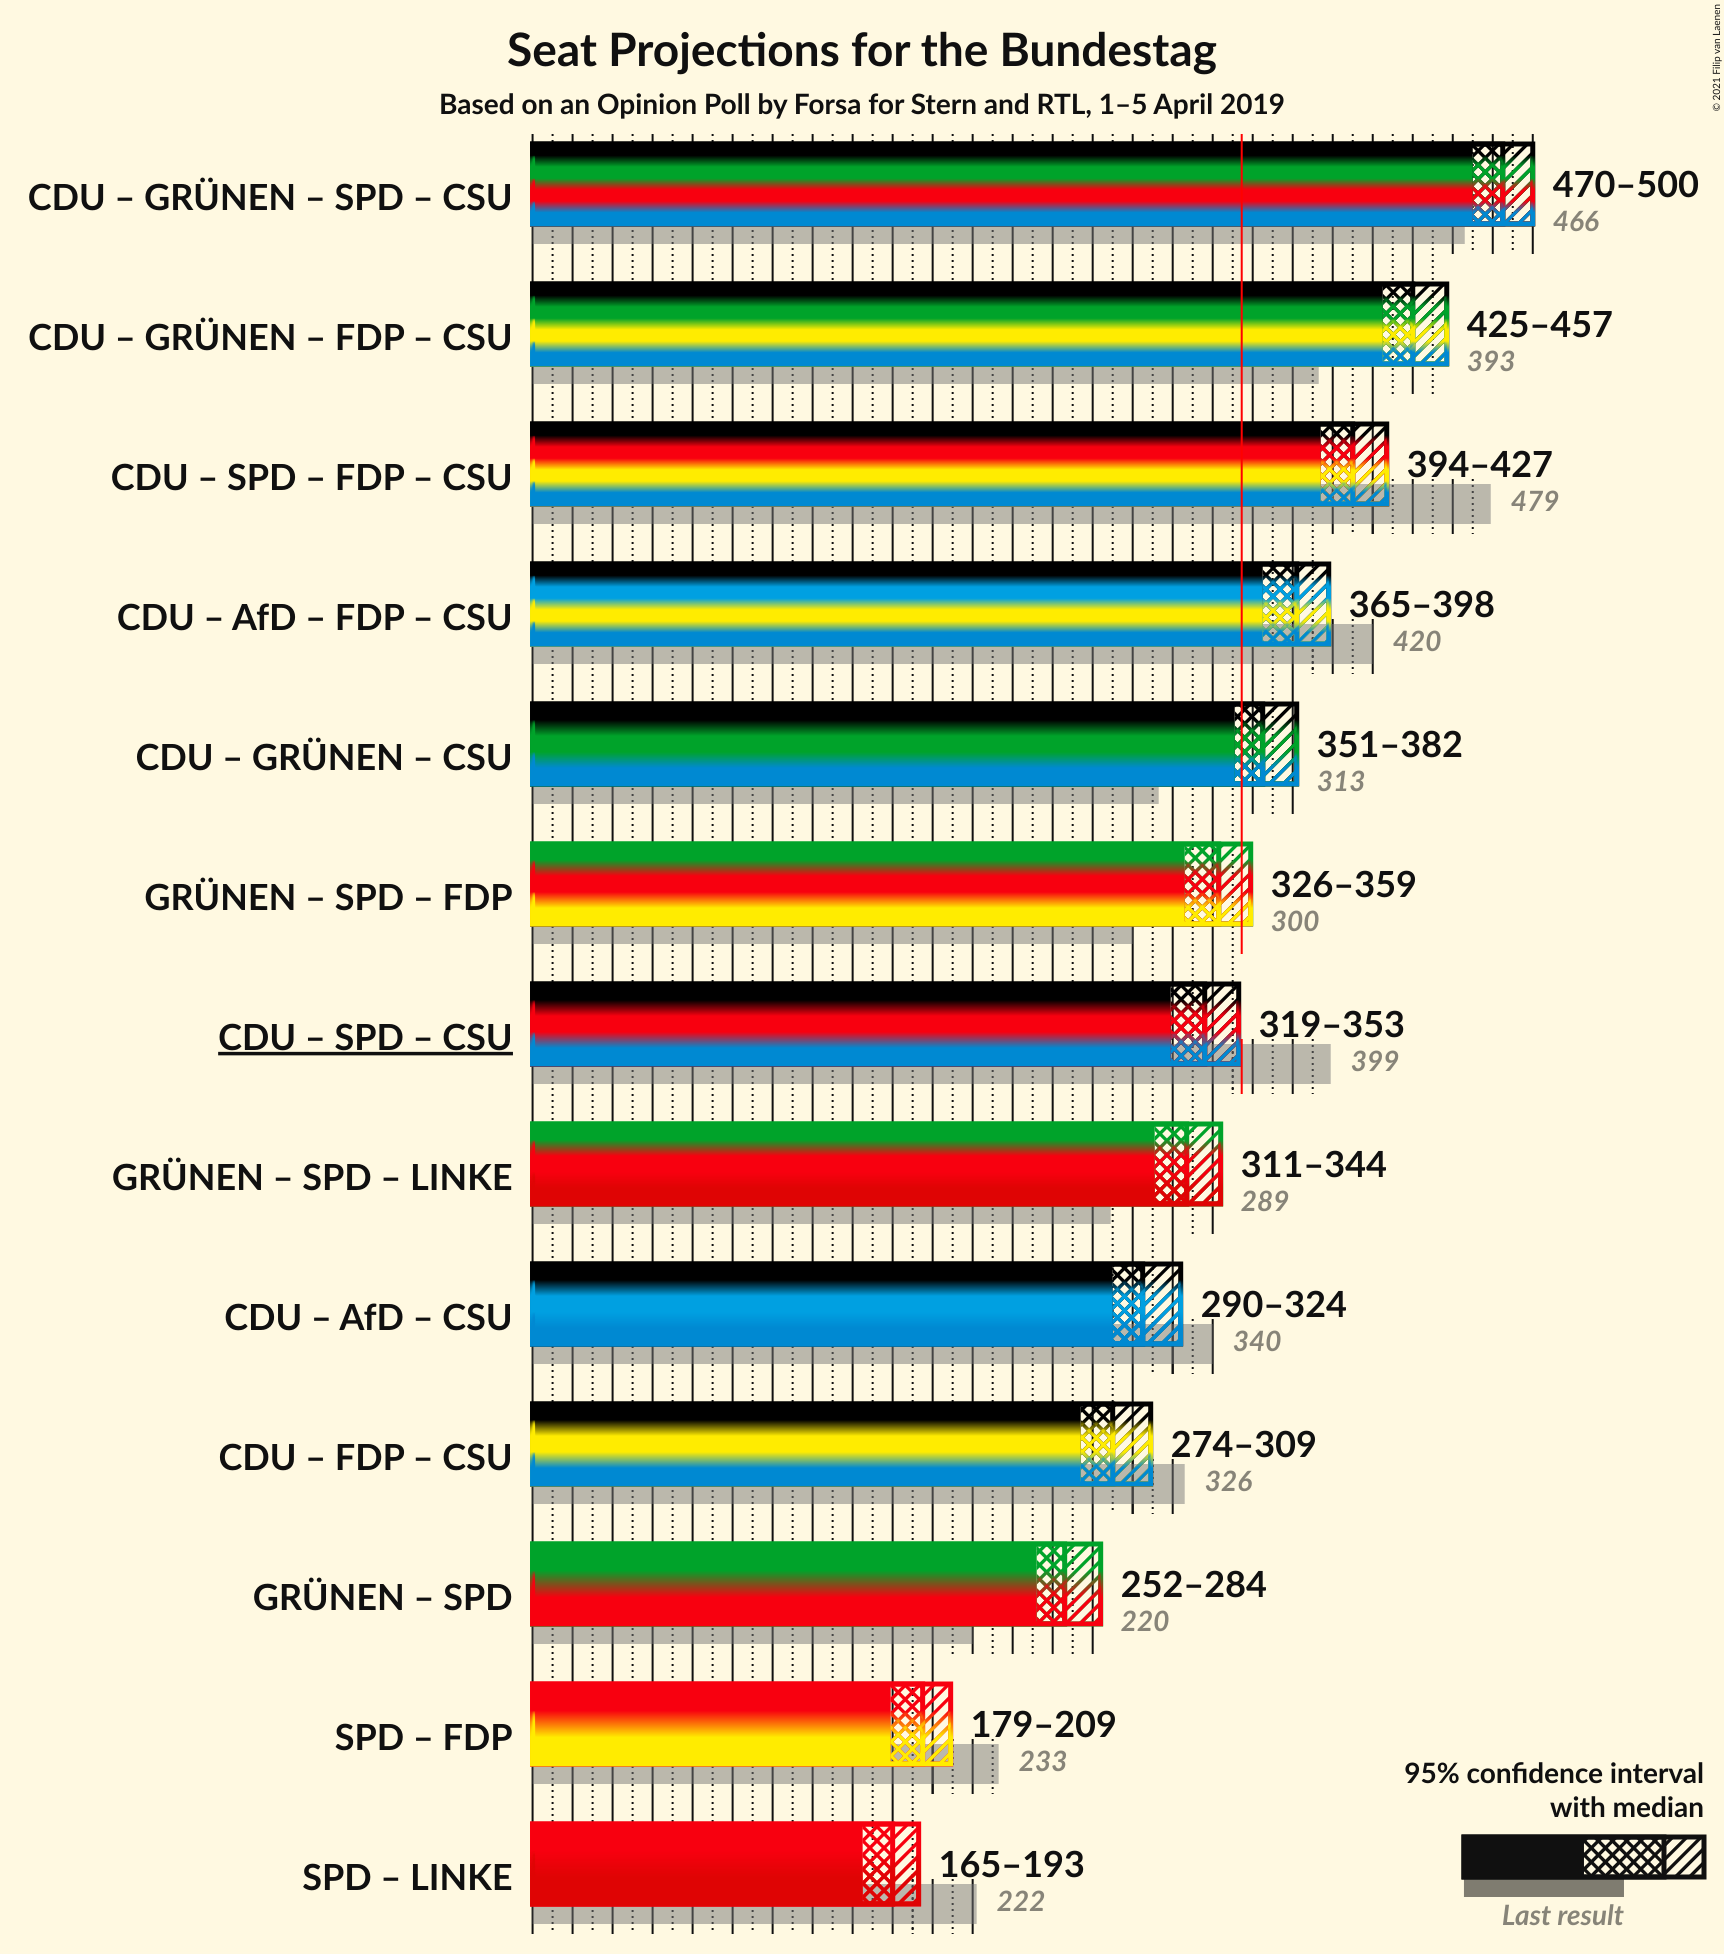 Seat Projections for the Bundestag
Based on an Opinion Poll by Forsa for Stern and RTL, 1–5 April 2019
© 2021 Filip van Laenen
CDU – GRÜNEN – SPD – CSU
470–500
466
CDU – GRÜNEN – FDP – CSU
425–457
393
CDU – SPD – FDP – CSU
394–427
479
CDU – AfD – FDP – CSU
365–398
420
CDU – GRÜNEN – CSU
351–382
313
GRÜNEN – SPD – FDP
326–359
300
CDU – SPD – CSU
319–353
399
GRÜNEN – SPD – LINKE
311–344
289
CDU – AfD – CSU
290–324
340
CDU – FDP – CSU
274–309
326
GRÜNEN – SPD
252–284
220
SPD – FDP
179–209
233
SPD – LINKE
165–193
222
95% confidence interval
with median
Last result